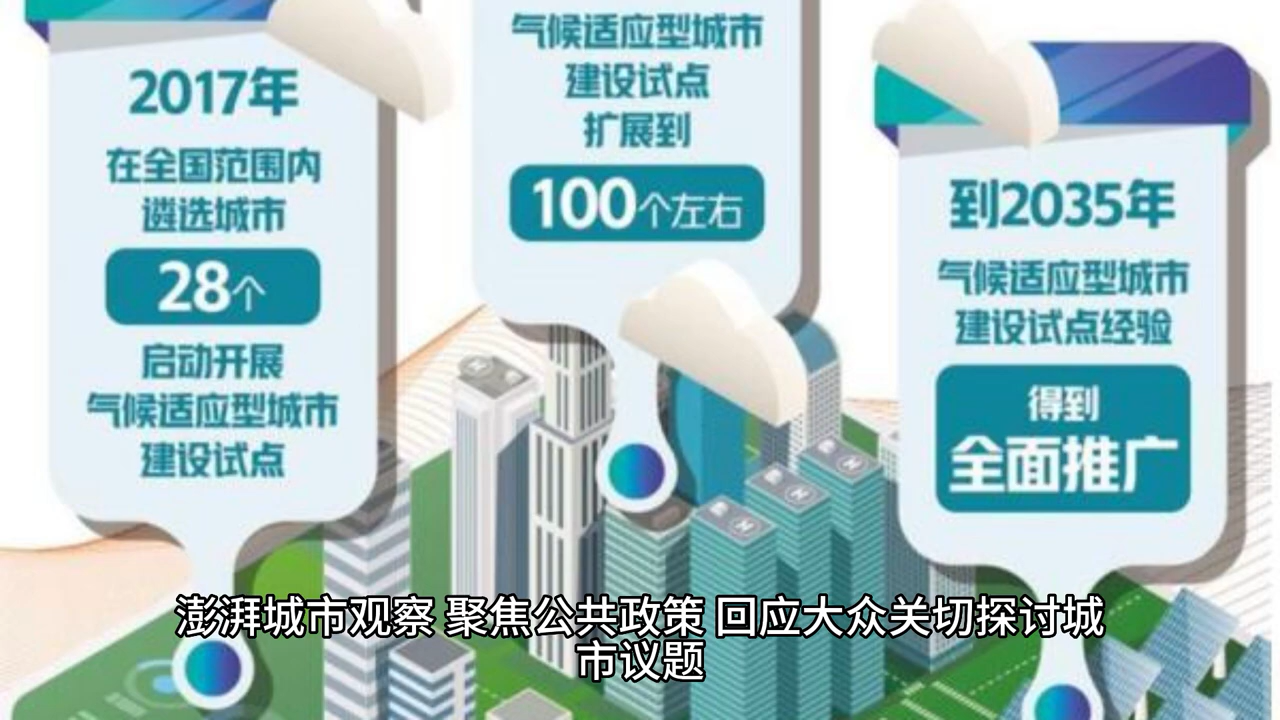 2017年
在全国范围内
遴选城市
28个
启动开展
气候适应型城市
建设试点
气候适应型城市
建设试点
扩展到
100个左右
到2035年
气候适应型城市
建设试点经验
得到
全面推广
澎湃城市观察 聚焦公共政策 回应大众关切探讨城
市议题